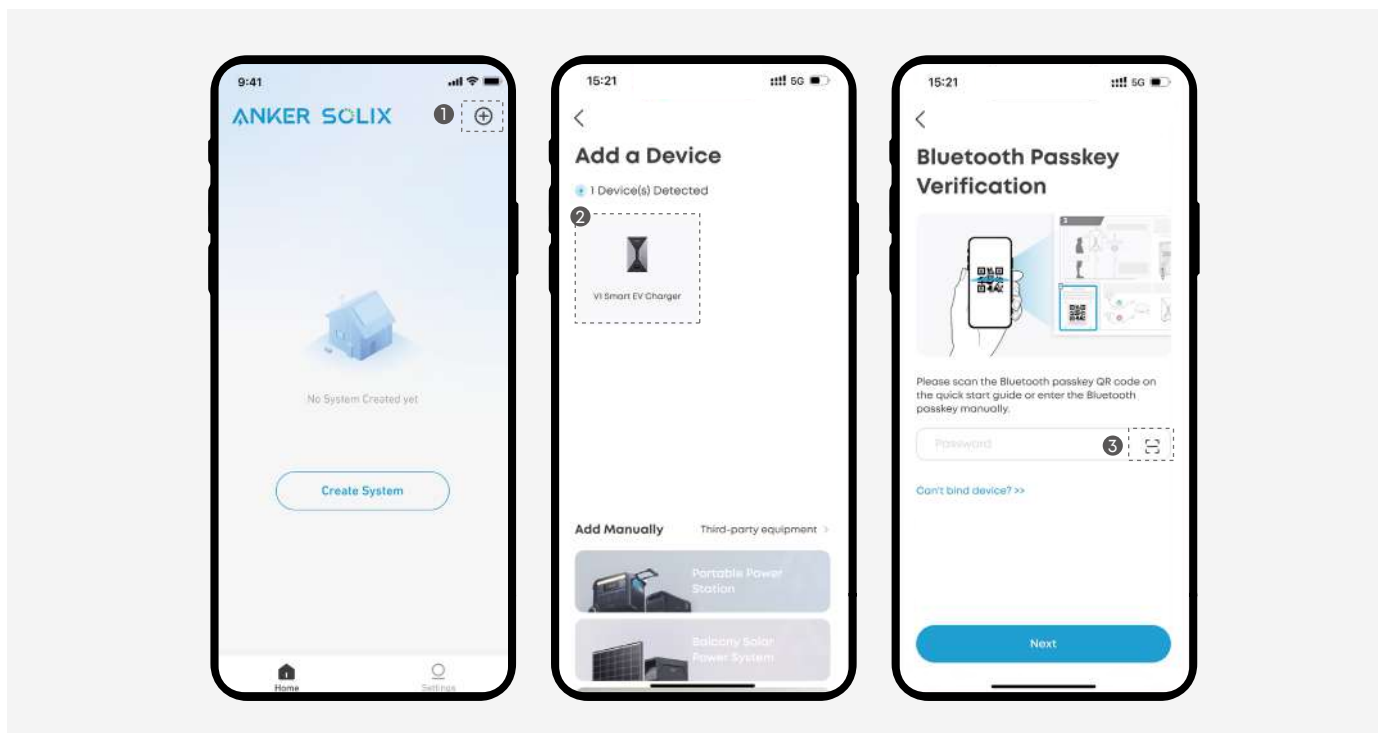 9:41
ANKER SOLIX
1
No System Created yet
Create System
Home
Settings
15:21
5G
Add a Device
1 Device(s) Detected
2
V1 Smart EV Charger
Add Manually
Third-party equipment >
Portable Power
Station
Balcony Solar
Power System
15:21
5G
Bluetooth Passkey
Verification
3
Please scan the Bluetooth passkey QR code on
the quick start guide or enter the Bluetooth
passkey manually.
Password
3
Can't bind device? >>
Next